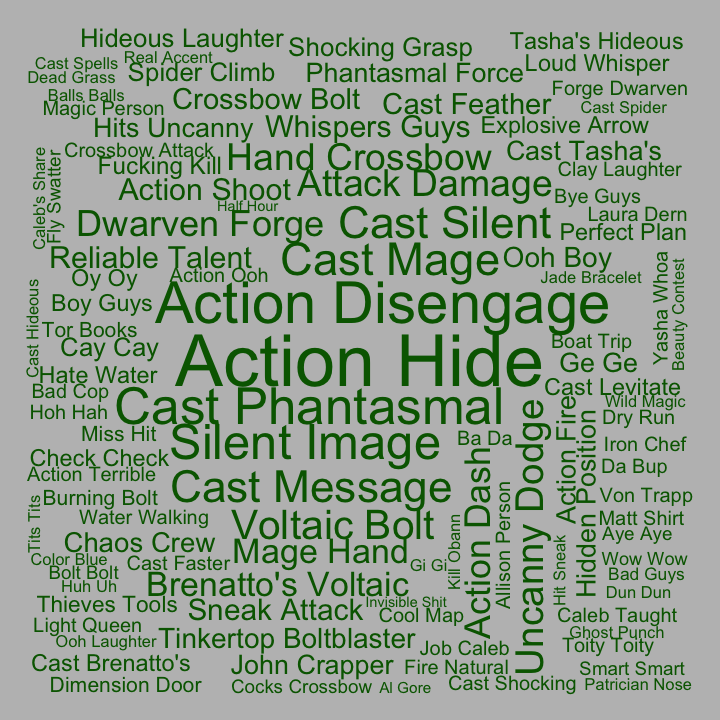 Hideous Laughter
Real Accent
Shocking Grasp
Tasha's Hideous
Cast Spells
Dead Grass
Spider Climb
Phantasmal Force
Loud Whisper
Balls Balls
Magic Person
Crossbow Bolt
Cast Feather
Forge Dwarven
Cast Spider
Hits Uncanny
Whispers Guys
Explosive Arrow
Crossbow Attack
Fucking Kill
Hand Crossbow
Cast Tasha's
Clay Laughter
Caleb's Share
Fly Swatter
Action Shoot
Attack Damage
Bye Guys
Half Hour
Laura Dern
Dwarven Forge
Cast Silent
Perfect Plan
Reliable Talent
Cast Mage
Ooh Boy
Oy Oy
Action Ooh
Jade Bracelet
Yasha Whoa
Beauty Contest
Cast Hideous
Boy Guys
Action Disengage
Tor Books
Cay Cay
Action Hide
Boat Trip
Ge Ge
Hate Water
Cast Levitate
Bad Cop
Cast Phantasmal
Wild Magic
Hoh Hah
Dry Run
Miss Hit
Silent Image
Ba Da
Uncanny Dodge
Action Fire
Hidden Position
Iron Chef
Check Check
Da Bup
Action Terrible
Cast Message
Action Dash
Allison Person
Von Trapp
Tits Tits
Burning Bolt
Water Walking
Voltaic Bolt
Kill Obann
Matt Shirt
Aye Aye
Chaos Crew
Mage Hand
Hit Sneak
Color Blue
Cast Faster
Gi Gi
Wow Wow
Bolt Bolt
Bad Guys
Huh Uh
Brenatto's Voltaic
Dun Dun
Thieves Tools
Sneak Attack
Invisible Shit
Cool Map
Caleb Taught
Light Queen
Ghost Punch
Ooh Laughter
Tinkertop Boltblaster
Job Caleb
Toity Toity
Cast Brenatto's
John Crapper
Fire Natural
Smart Smart
Dimension Door
Cocks Crossbow
Al Gore
Cast Shocking
Patrician Nose